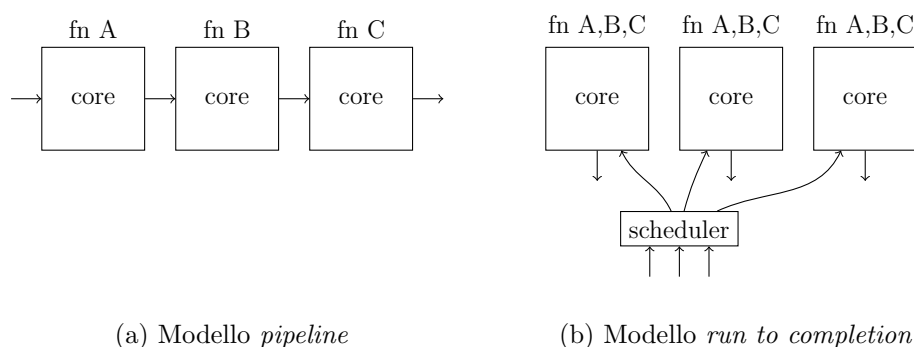 fn A fn B fn C
core core core
(a) Modello pipeline
fn A,B,C fn A,B,C fn A,B,C
core core core
scheduler
(b) Modello run to completion